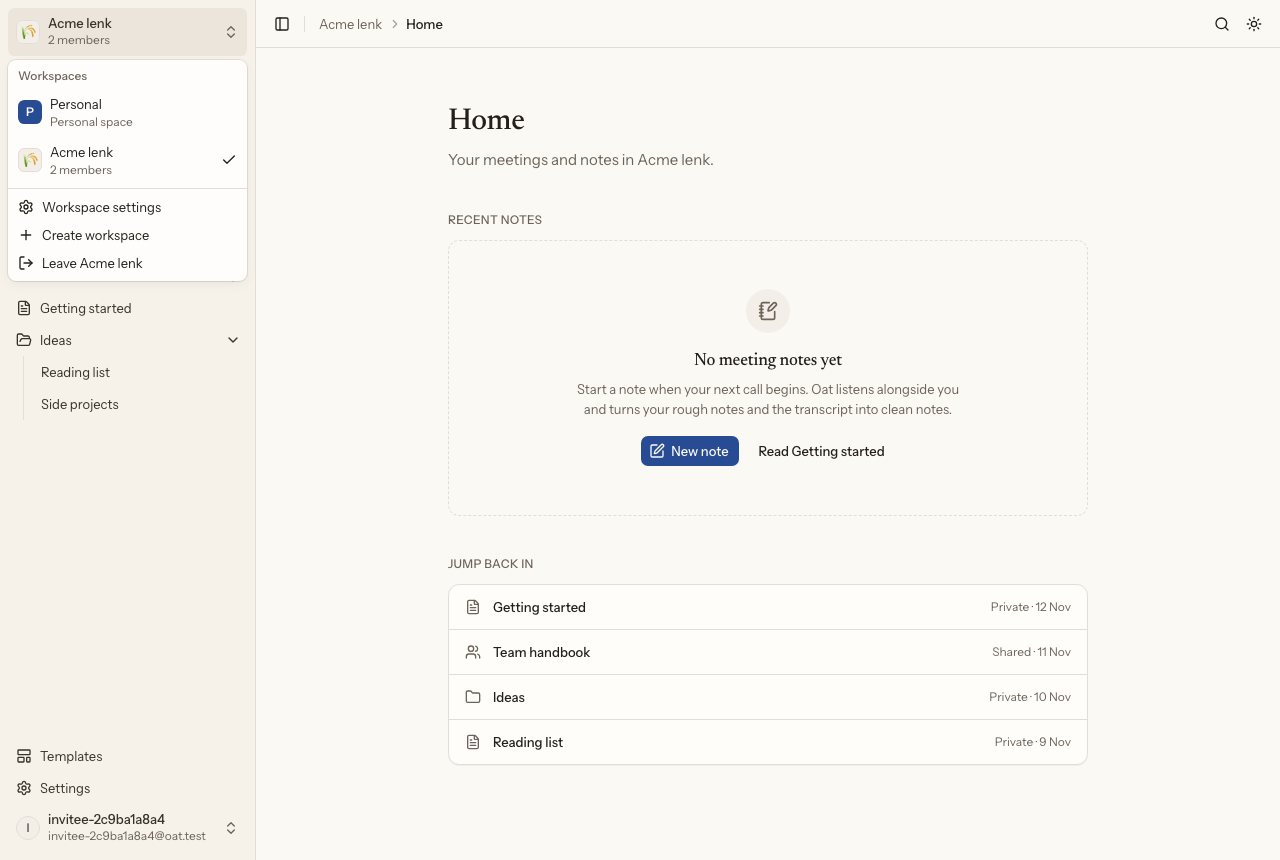 Acme lenk
2 members
Workspaces
P
Personal
Personal space
Acme lenk
2 members
Workspace settings
Create workspace
Leave Acme lenk
Getting started
Ideas
Reading list
Side projects
Templates
Settings
I
invitee-2c9ba1a8a4
invitee-2c9ba1a8a4@oat.test
Acme lenk
Home
Home
Your meetings and notes in Acme lenk.
RECENT NOTES
No meeting notes yet
Start a note when your next call begins. Oat listens alongside you
and turns your rough notes and the transcript into clean notes.
New note
Read Getting started
JUMP BACK IN
Getting started
Private · 12 Nov
Team handbook
Shared · 11 Nov
Ideas
Private · 10 Nov
Reading list
Private · 9 Nov